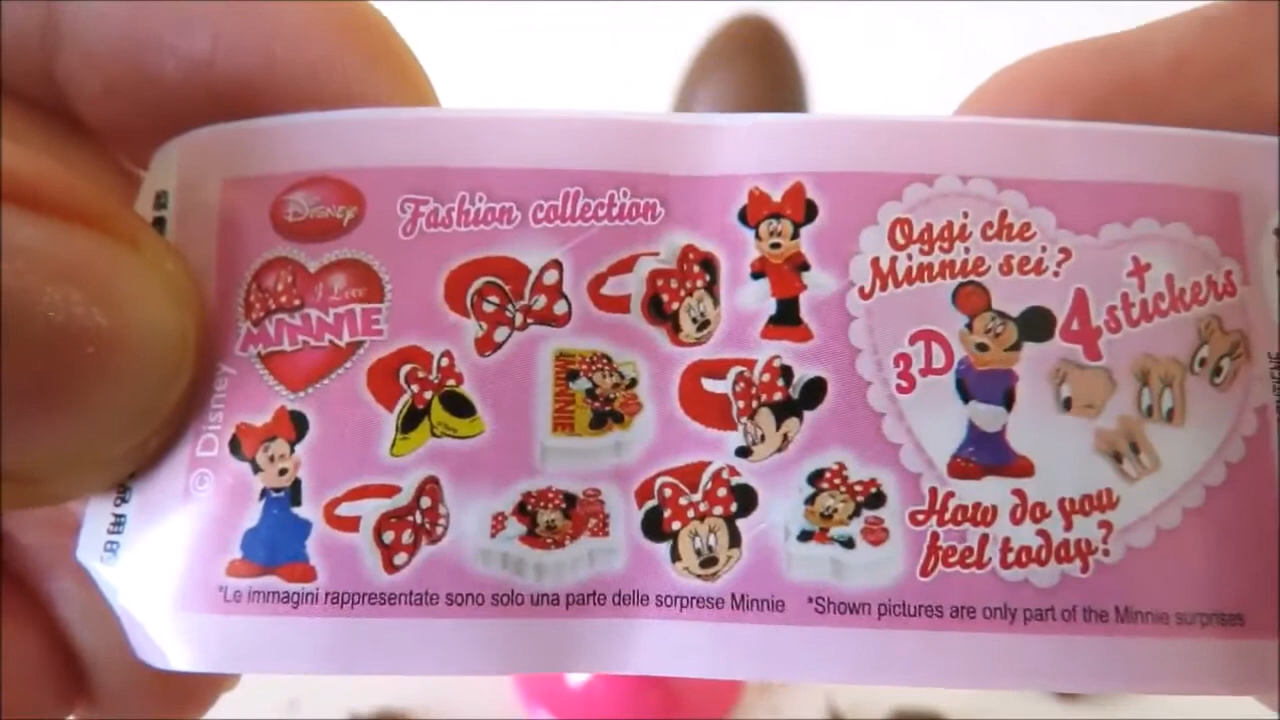 Disney
Fashion collection
I Love
MINNIE
MINNIE
© Disney
Oggi che
Minnie sei?
3D
+
4 stickers
How do you
feel today?
*Le immagini rappresentate sono solo una parte delle sorprese Minnie
*Shown pictures are only part of the Minnie surprises